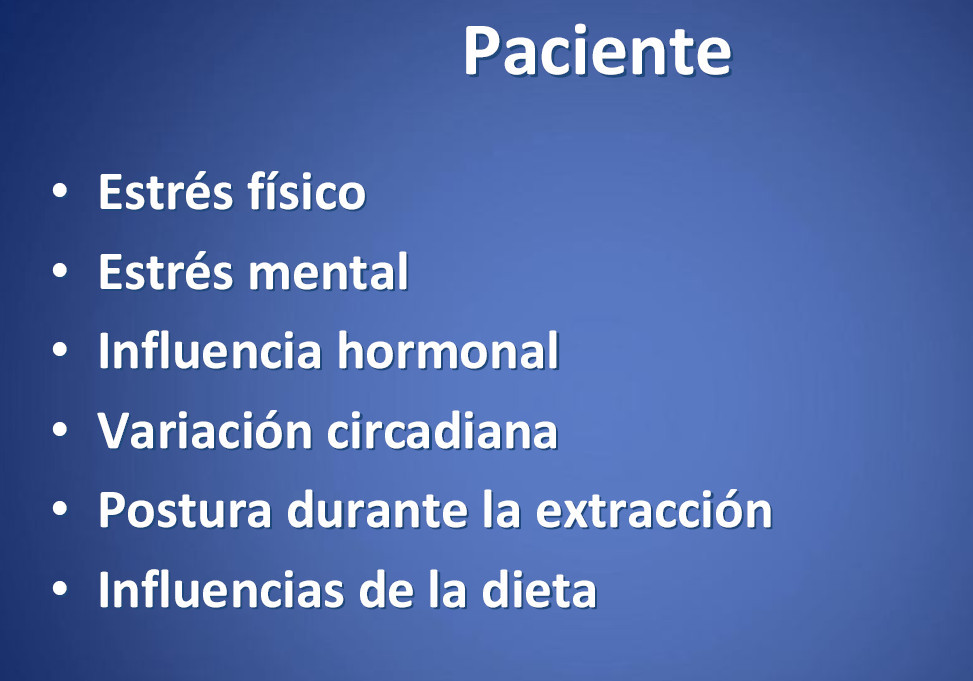 Paciente
• Estrés físico
• Estrés mental
• Influencia hormonal
• Variación circadiana
• Postura durante la extracción
• Influencias de la dieta